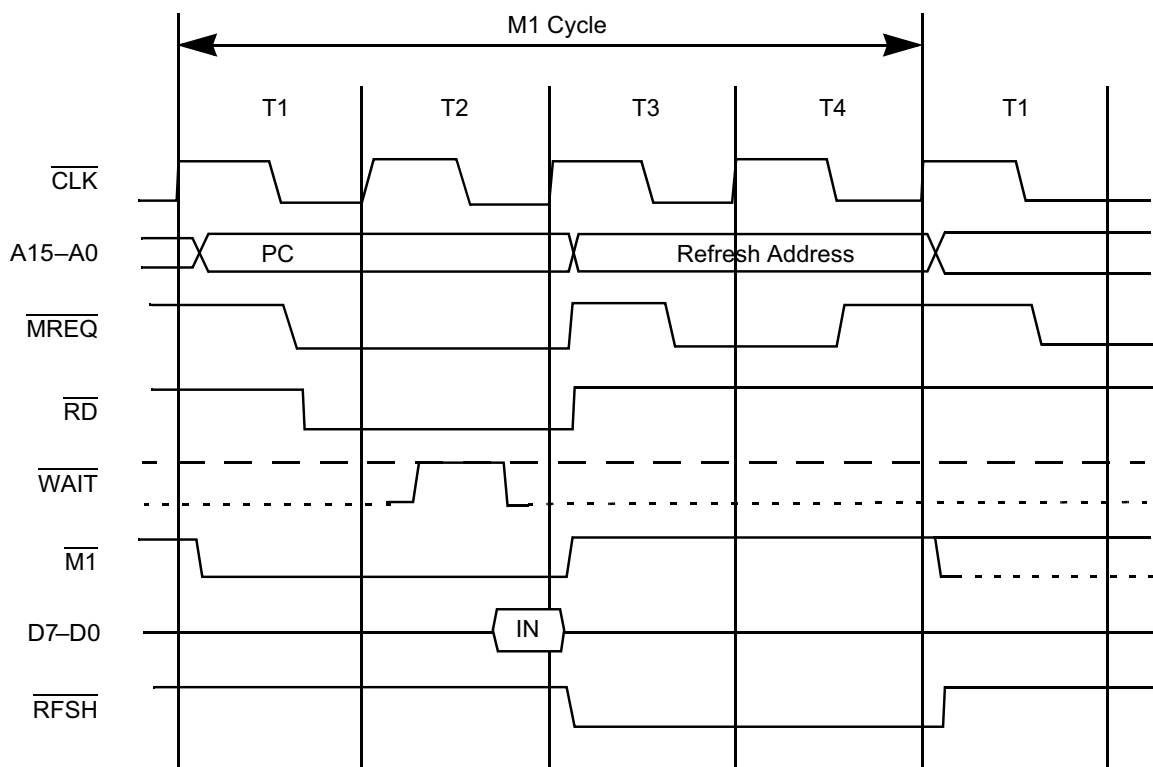 M1 Cycle
T1 T2 T3 T4 T1
CLK
A15–A0 PC Refresh Address
MREQ
RD
WAIT
M1
D7–D0 IN
RFSH